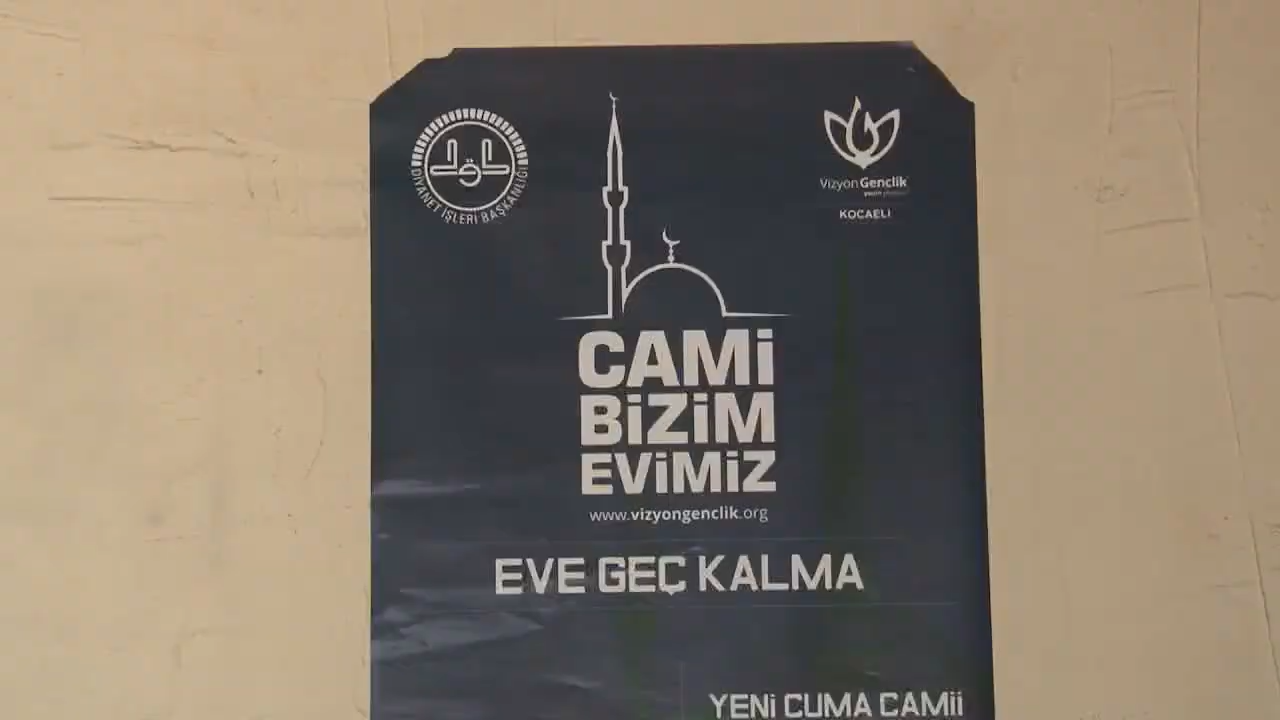 DİYANET İŞLERİ BAŞKANLIĞI
VizyonGenclik
KOCAELİ
CAMİ
BİZİM
EVİMİZ
www.vizyongenclik.org
EVE GEÇ KALMA
YENİ CUMA CAMİİ